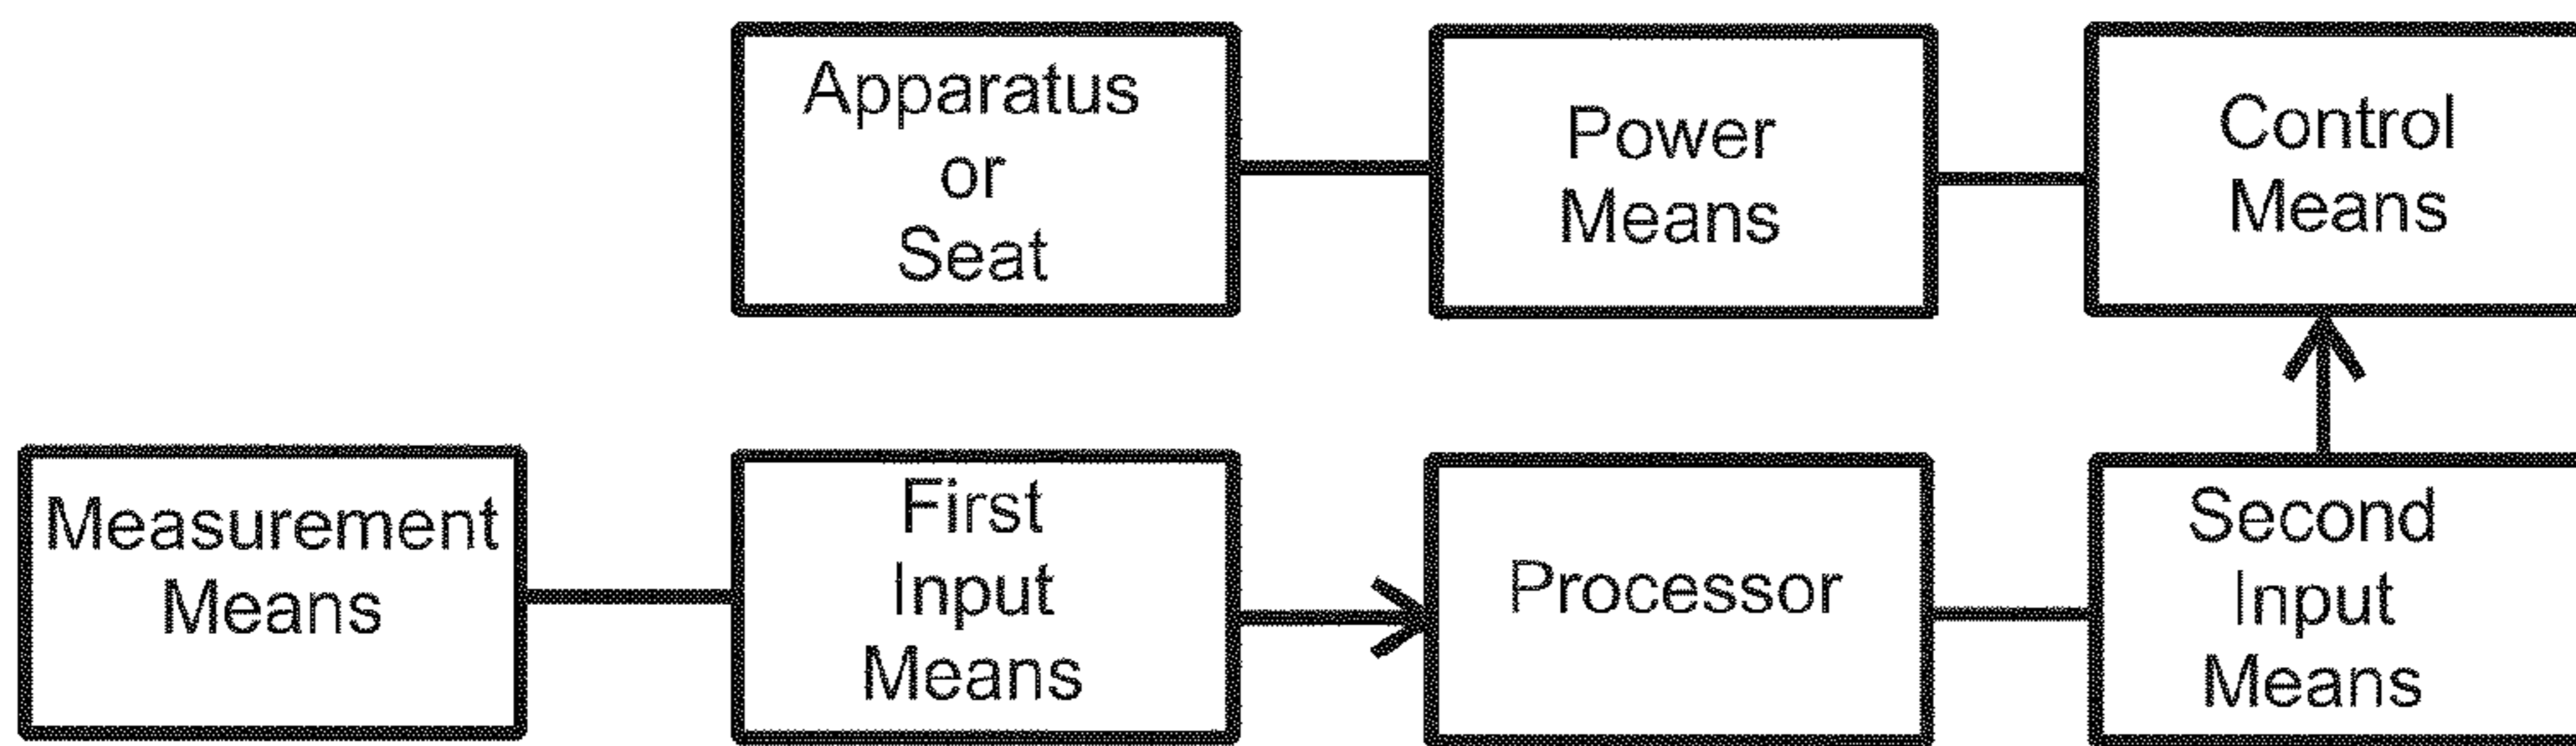 Apparatus
or
Seat
Power
Means
Control
Means
Measurement
Means
First
Input
Means
Processor
Second
Input
Means